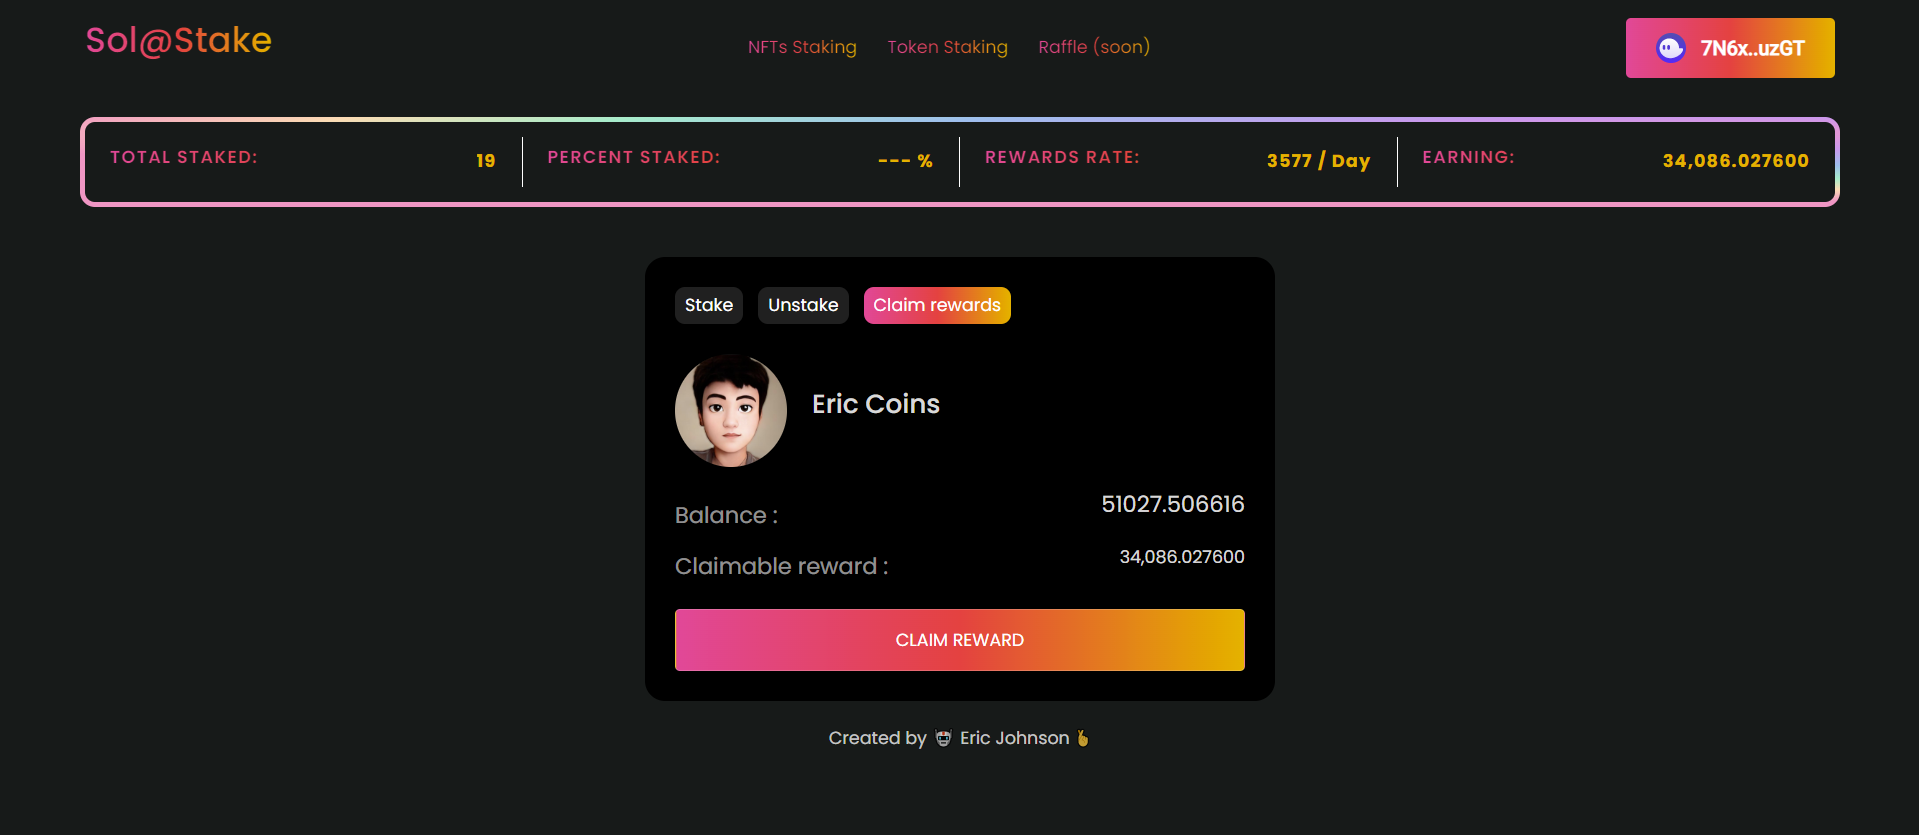 Sol@Stake
NFTs Staking Token Staking Raffle (soon)
7N6x..uzGT
TOTAL STAKED: 19
PERCENT STAKED: --- %
REWARDS RATE: 3577 / Day
EARNING: 34,086.027600
Stake Unstake Claim rewards
Eric Coins
Balance : 51027.506616
Claimable reward : 34,086.027600
CLAIM REWARD
Created by 🤖 Eric Johnson 🫰